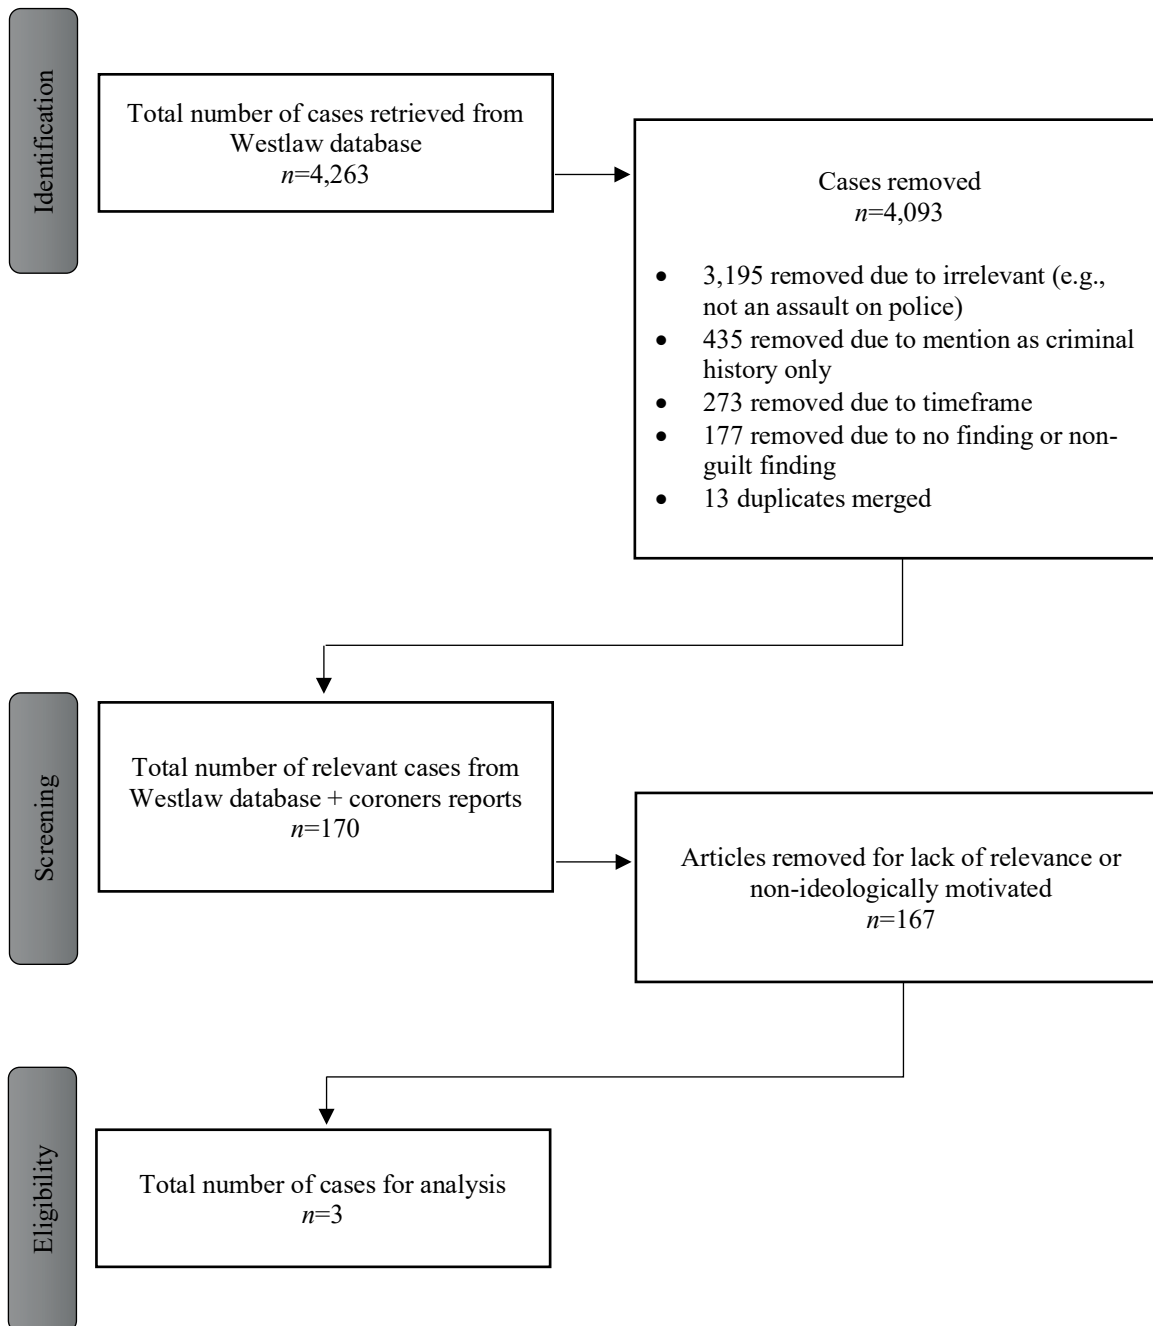 Identification
Total number of cases retrieved from
Westlaw database
n=4,263
Cases removed
n=4,093
• 3,195 removed due to irrelevant (e.g.,
not an assault on police)
• 435 removed due to mention as criminal
history only
• 273 removed due to timeframe
• 177 removed due to no finding or non-
guilt finding
• 13 duplicates merged
Screening
Total number of relevant cases from
Westlaw database + coroners reports
n=170
Articles removed for lack of relevance or
non-ideologically motivated
n=167
Eligibility
Total number of cases for analysis
n=3